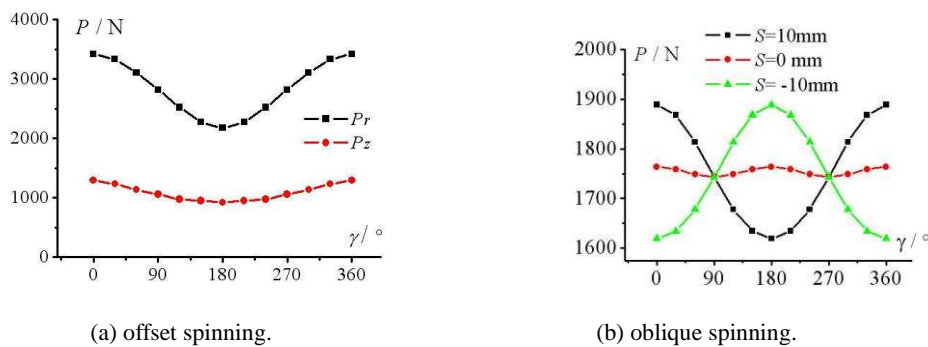 P / N
4000
3000
2000
1000
0
Pr
Pz
γ / °
0 90 180 270 360
(a) offset spinning.
S=10mm
S=0 mm
S= -10mm
P / N
2000
1900
1800
1700
1600
γ / °
0 90 180 270 360
(b) oblique spinning.